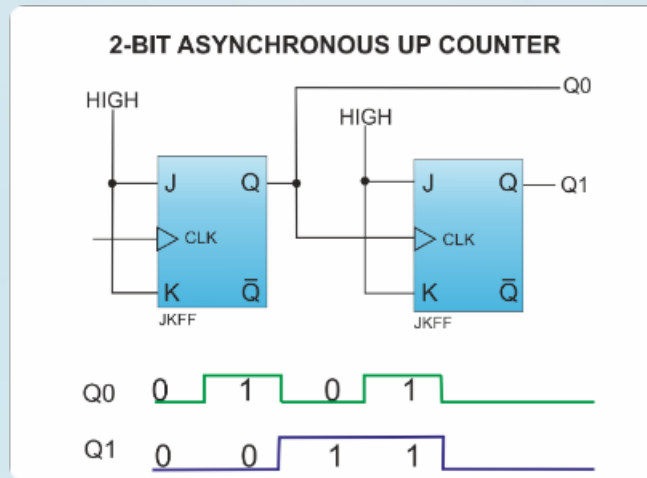 2-BIT ASYNCHRONOUS UP COUNTER
HIGH
Q0
HIGH
J Q
J Q
Q1
CLK
CLK
K Q̅
K Q̅
JKFF
JKFF
Q0 0 1 0 1
Q1 0 0 1 1